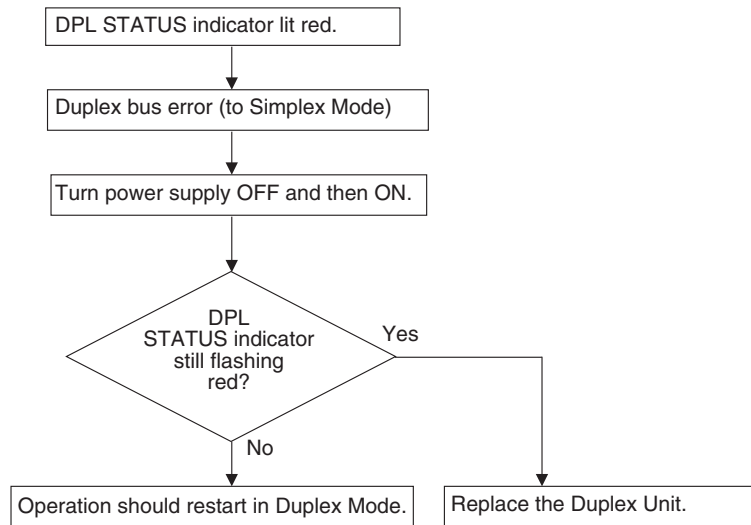 DPL STATUS indicator lit red.
Duplex bus error (to Simplex Mode)
Turn power supply OFF and then ON.
DPL
STATUS indicator
still flashing
red?
Yes
No
Operation should restart in Duplex Mode.
Replace the Duplex Unit.